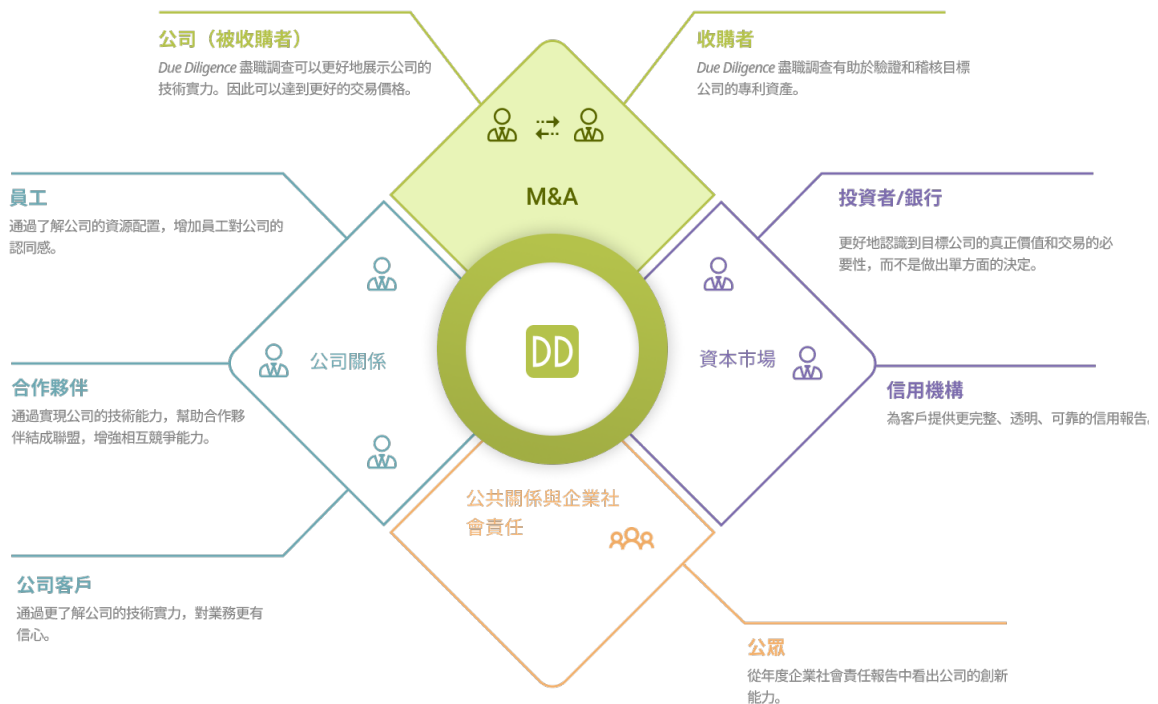 公司（被收購者）
Due Diligence 盡職調查可以更好地展示公司的
技術實力。因此可以達到更好的交易價格。
收購者
Due Diligence 盡職調查有助於驗證和稽核目標
公司的專利資產。
M&A
員工
通過了解公司的資源配置，增加員工對公司的
認同感。
投資者/銀行
更好地認識到目標公司的真正價值和交易的必
要性，而不是做出單方面的決定。
DD
公司關係
資本市場
合作夥伴
通過實現公司的技術能力，幫助合作夥
伴結成聯盟，增強相互競爭能力。
信用機構
為客戶提供更完整、透明、可靠的信用報告。
公共關係與企業社
會責任
公司客戶
通過更了解公司的技術實力，對業務更有
信心。
公眾
從年度企業社會責任報告中看出公司的創新
能力。